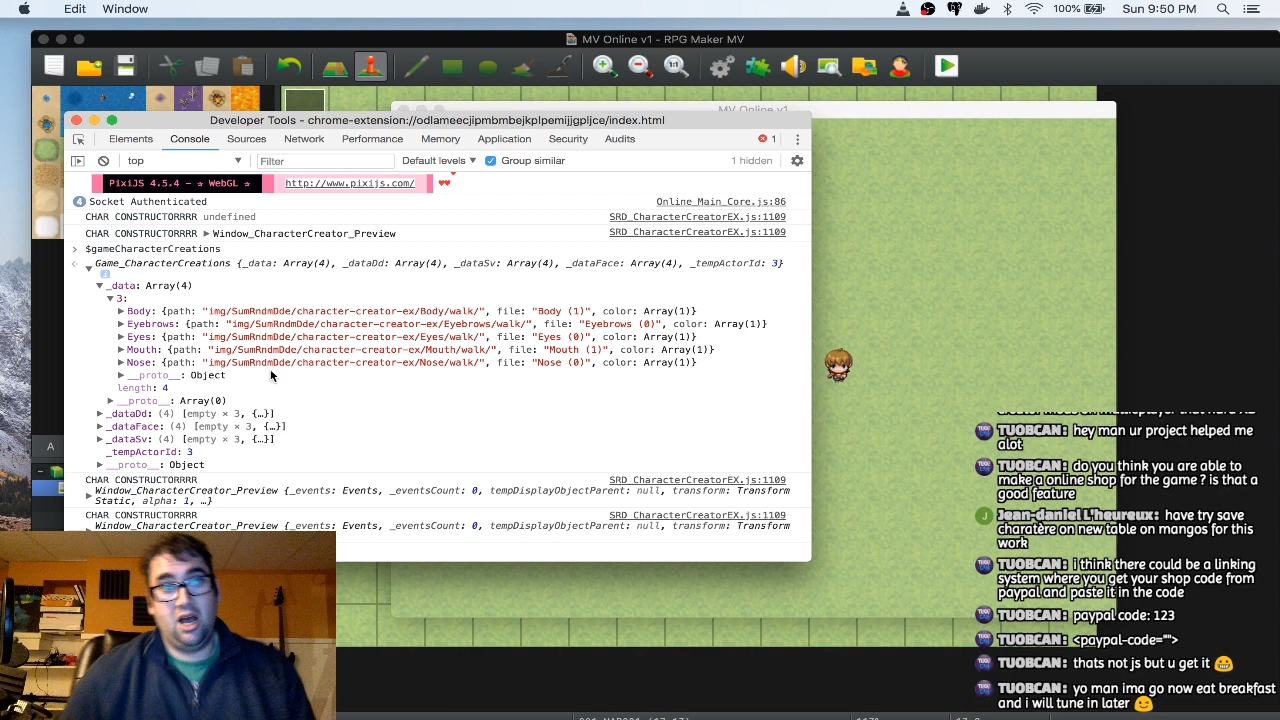 Edit Window 100% Sun 9:50 PM
MV Online v1 - RPG Maker MV
MV Online v1
Developer Tools - chrome-extension://odlameecjipmbmbejkplpemijjgpljce/index.html
Elements Console Sources Network Performance Memory Application Security Audits 1
top Filter Default levels Group similar 1 hidden
PixiJS 4.5.4 - ☆ WebGL ☆ http://www.pixijs.com/ ♥♥
4 Socket Authenticated Online_Main_Core.js:86
CHAR CONSTRUCTORRRR undefined SRD_CharacterCreatorEX.js:1109
CHAR CONSTRUCTORRRR ▶ Window_CharacterCreator_Preview SRD_CharacterCreatorEX.js:1109
> $gameCharacterCreations
Game_CharacterCreations {_data: Array(4), _dataDd: Array(4), _dataSv: Array(4), _dataFace: Array(4), _tempActorId: 3}
▼ _data: Array(4)
▼ 3:
▶ Body: {path: "img/SumRndmDde/character-creator-ex/Body/walk/", file: "Body (1)", color: Array(1)}
▶ Eyebrows: {path: "img/SumRndmDde/character-creator-ex/Eyebrows/walk/", file: "Eyebrows (0)", color: Array(1)}
▶ Eyes: {path: "img/SumRndmDde/character-creator-ex/Eyes/walk/", file: "Eyes (0)", color: Array(1)}
▶ Mouth: {path: "img/SumRndmDde/character-creator-ex/Mouth/walk/", file: "Mouth (1)", color: Array(1)}
▶ Nose: {path: "img/SumRndmDde/character-creator-ex/Nose/walk/", file: "Nose (0)", color: Array(1)}
▶ __proto__: Object
length: 4
▶ __proto__: Array(0)
▶ _dataDd: (4) [empty × 3, {…}]
▶ _dataFace: (4) [empty × 3, {…}]
▶ _dataSv: (4) [empty × 3, {…}]
_tempActorId: 3
▶ __proto__: Object
CHAR CONSTRUCTORRRR SRD_CharacterCreatorEX.js:1109
▶ Window_CharacterCreator_Preview {_events: Events, _eventsCount: 0, tempDisplayObjectParent: null, transform: Transform
Static, alpha: 1, …}
CHAR CONSTRUCTORRRR SRD_CharacterCreatorEX.js:1109
Window_CharacterCreator_Preview {_events: Events, _eventsCount: 0, tempDisplayObjectParent: null, transform: Transform
A
TUOBCAN: hey man ur project helped me
alot
TUOBCAN: do you think you are able to
make a online shop for the game ? is that a
good feature
J Jean-daniel L'heureux: have try save
charatère on new table on mangos for this
work
TUOBCAN: i think there could be a linking
system where you get your shop code from
paypal and paste it in the code
TUOBCAN: paypal code: 123
TUOBCAN: <paypal-code="">
TUOBCAN: thats not js but u get it 😬
TUOBCAN: yo man ima go now eat breakfast
and i will tune in later 😋